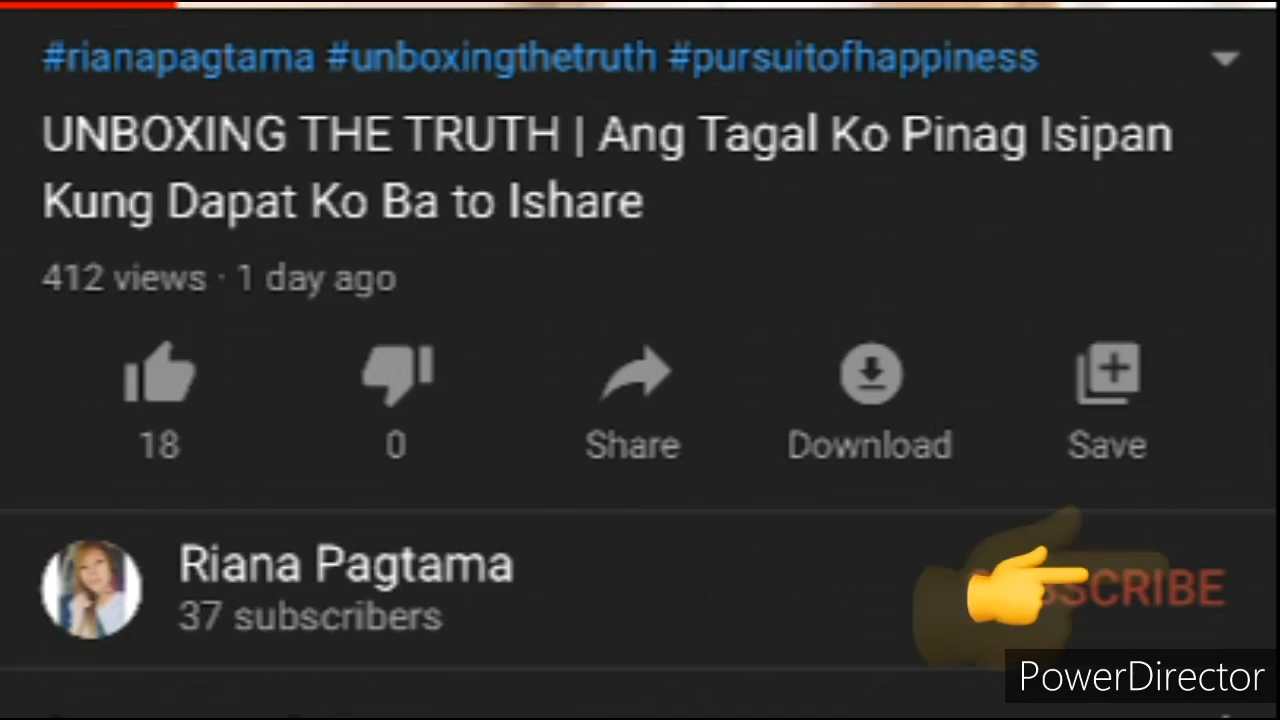 #rianapagtama #unboxingthetruth #pursuitofhappiness
UNBOXING THE TRUTH | Ang Tagal Ko Pinag Isipan
Kung Dapat Ko Ba to Ishare
412 views · 1 day ago
18 0 Share Download Save
Riana Pagtama
37 subscribers
PowerDirector